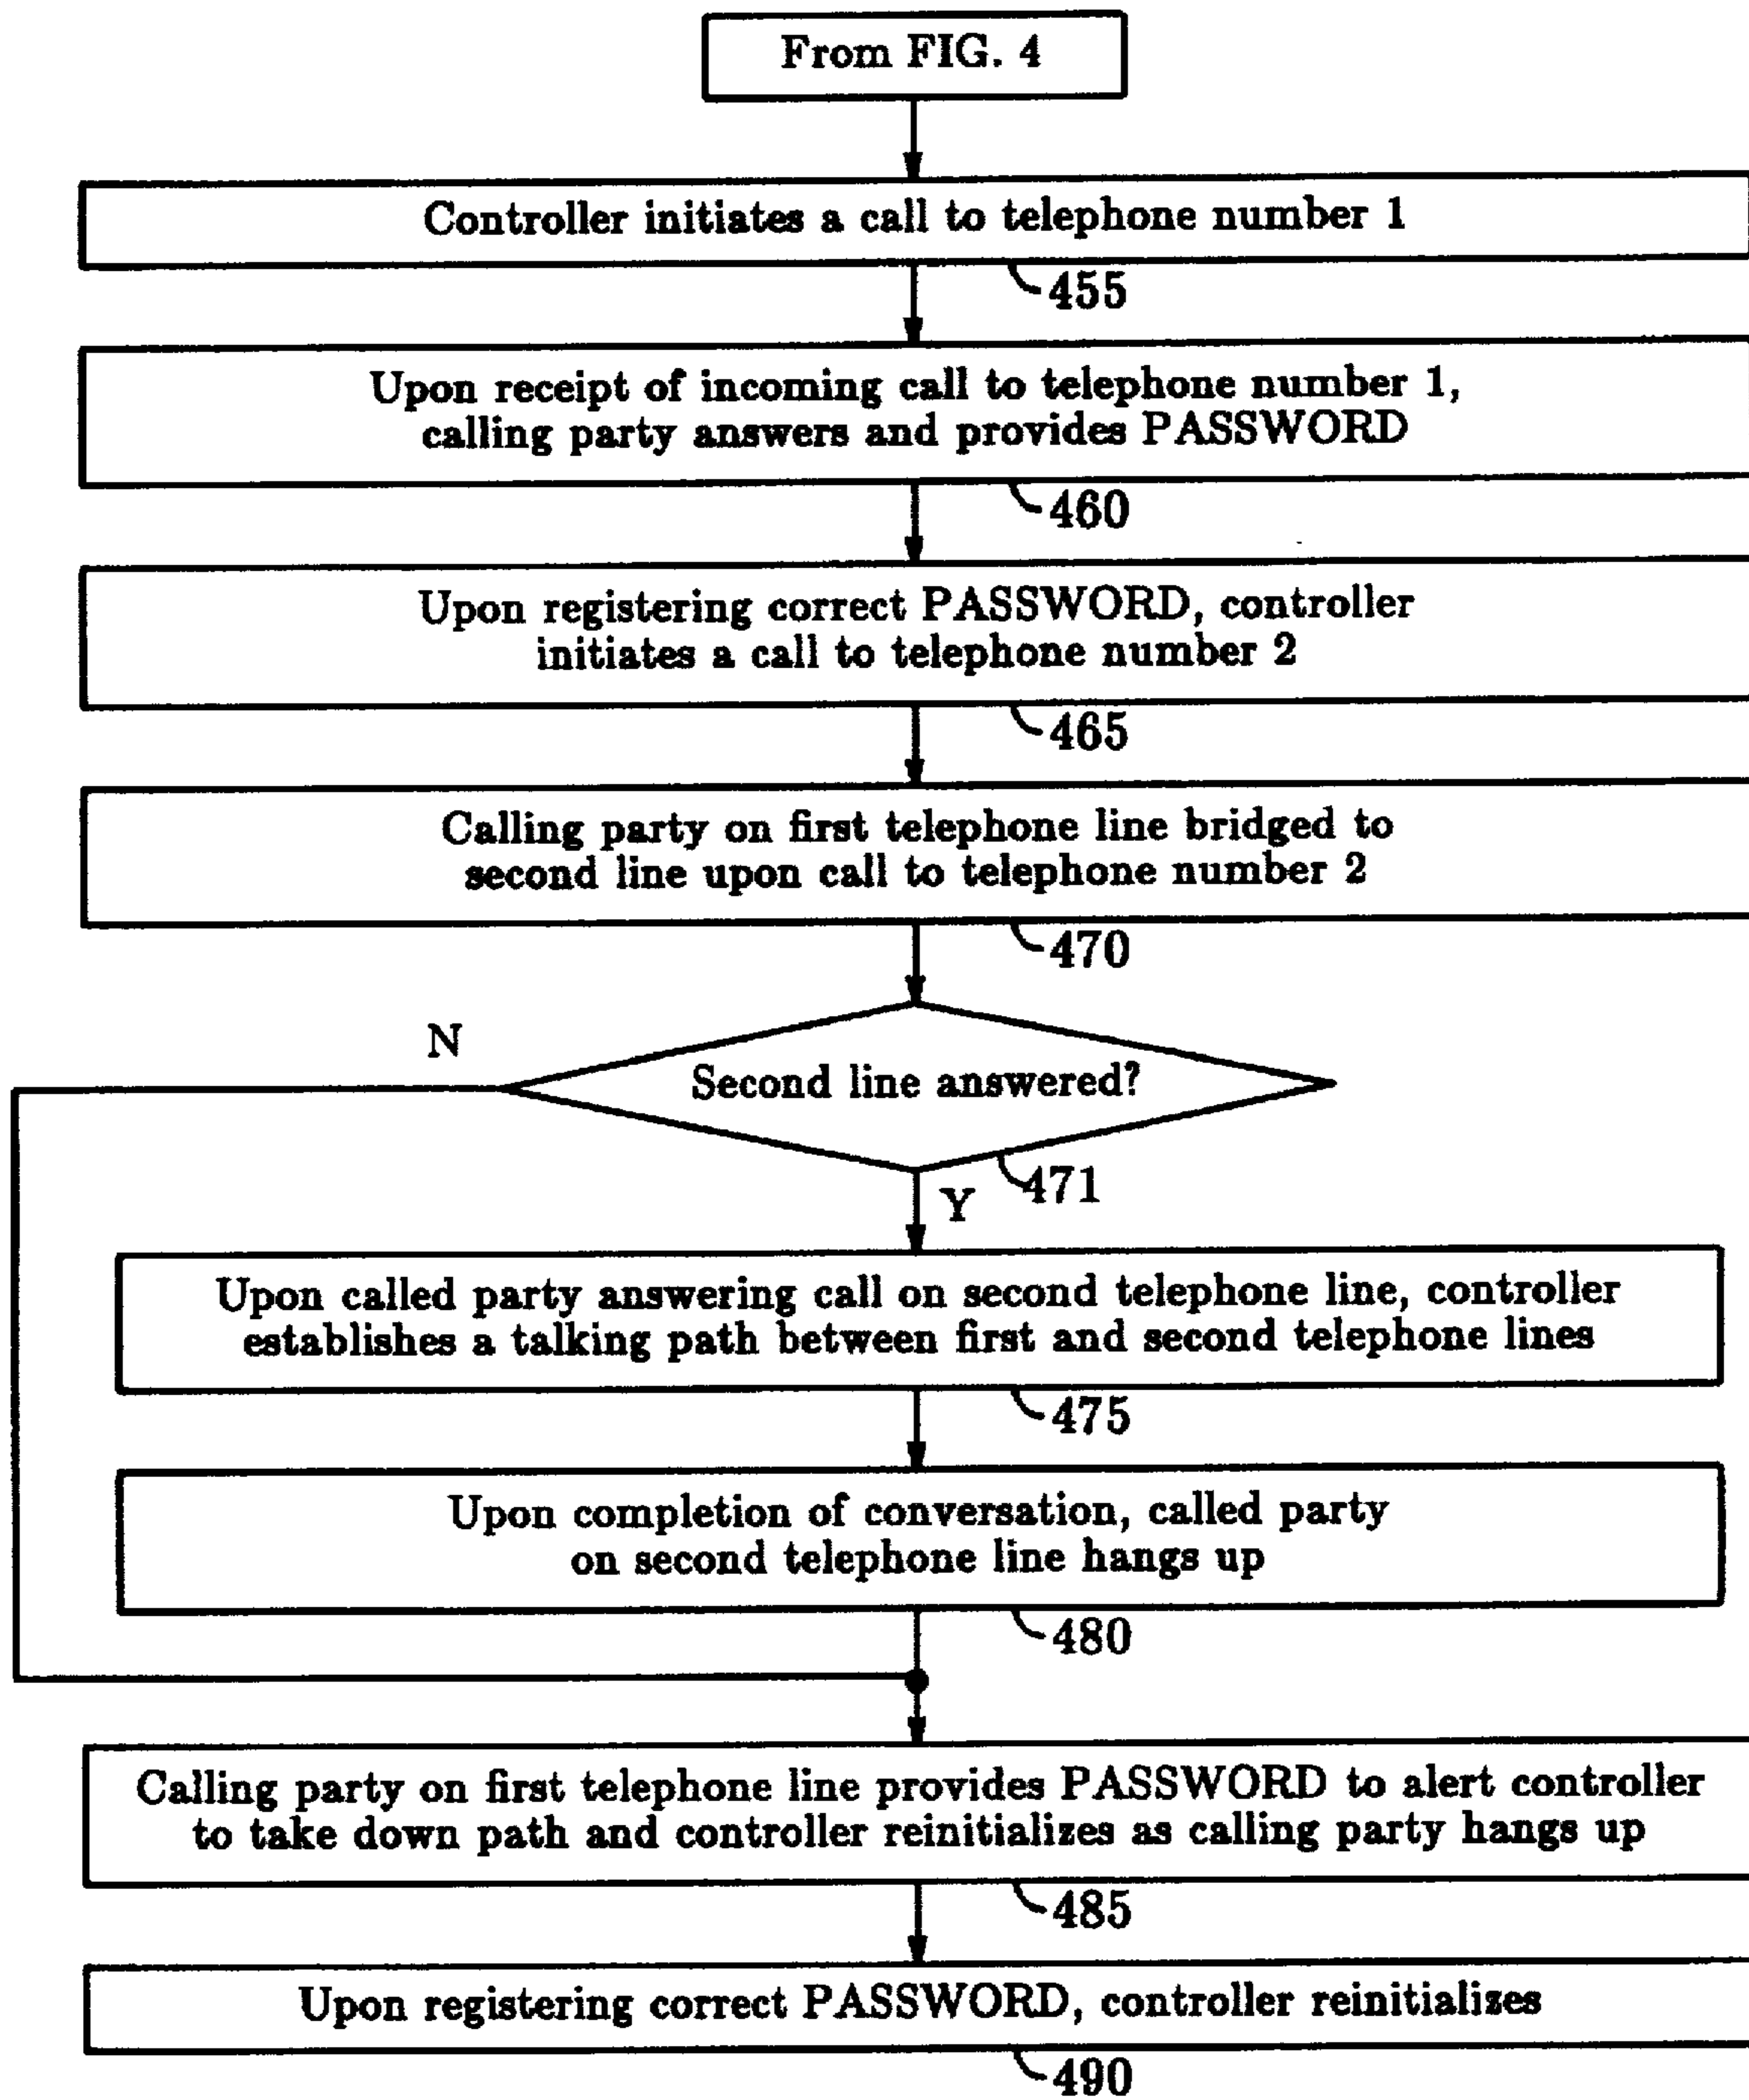 From FIG. 4
Controller initiates a call to telephone number 1
455
Upon receipt of incoming call to telephone number 1,
calling party answers and provides PASSWORD
460
Upon registering correct PASSWORD, controller
initiates a call to telephone number 2
465
Calling party on first telephone line bridged to
second line upon call to telephone number 2
470
N
Second line answered?
471
Y
Upon called party answering call on second telephone line, controller
establishes a talking path between first and second telephone lines
475
Upon completion of conversation, called party
on second telephone line hangs up
480
Calling party on first telephone line provides PASSWORD to alert controller
to take down path and controller reinitializes as calling party hangs up
485
Upon registering correct PASSWORD, controller reinitializes
490